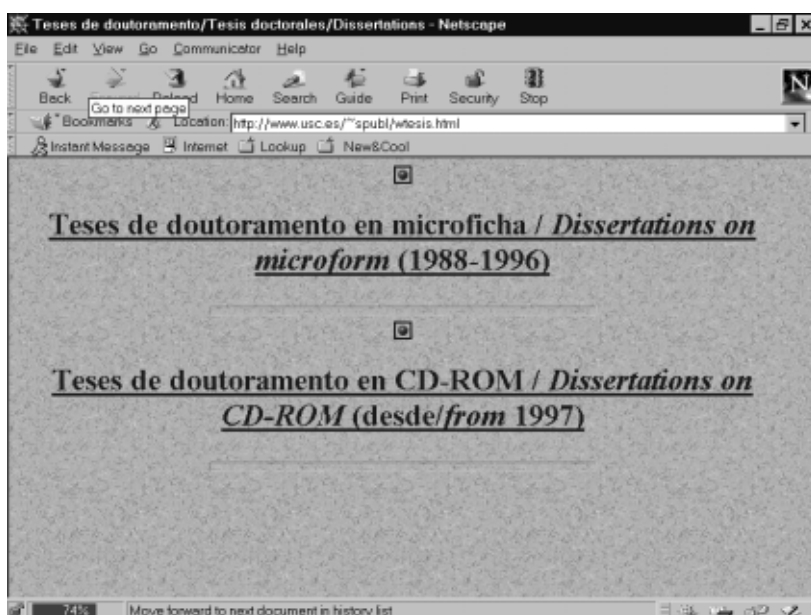 Teses de doutoramento/Tesis doctorales/Dissertations - Netscape
File Edit View Go Communicator Help
Back Forward Reload Home Search Guide Print Security Stop
Go to next page
Bookmarks Location: http://www.usc.es/~spubl/wtesis.html
Instant Message Internet Lookup New&Cool
Teses de doutoramento en microficha / Dissertations on
microform (1988-1996)
Teses de doutoramento en CD-ROM / Dissertations on
CD-ROM (desde/from 1997)
74% Move forward to next document in history list